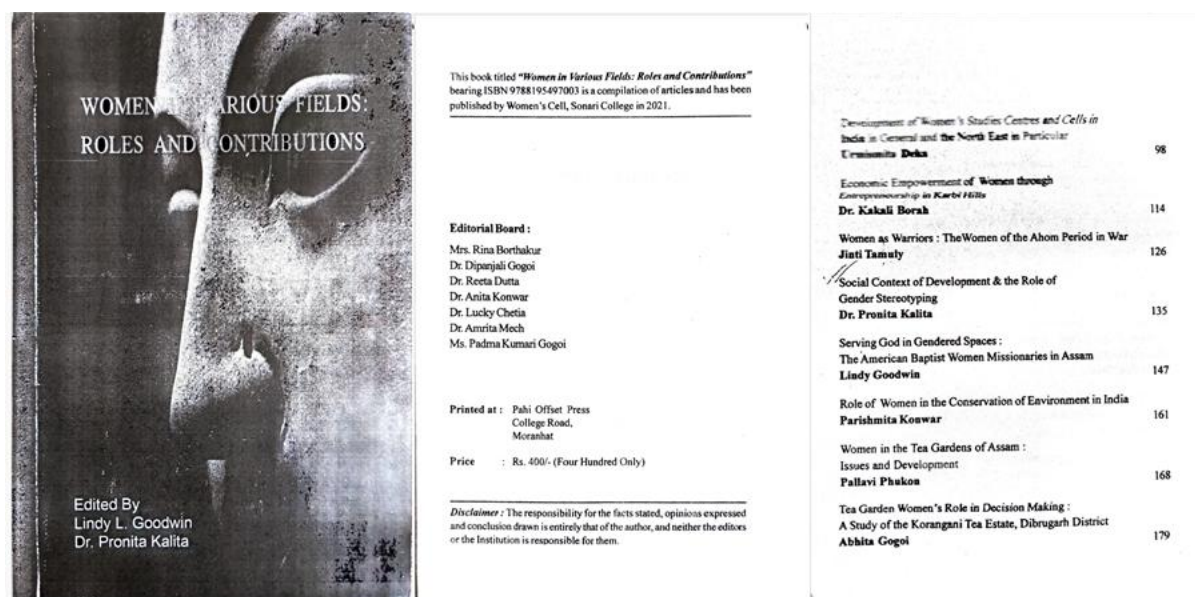 WOMEN IN VARIOUS FIELDS:
ROLES AND CONTRIBUTIONS
Edited By
Lindy L. Goodwin
Dr. Pronita Kalita
This book titled "Women in Various Fields: Roles and Contributions"
bearing ISBN 9788195497003 is a compilation of articles and has been
published by Women's Cell, Sonari College in 2021.
Editorial Board :
Mrs. Rina Borthakur
Dr. Dipanjali Gogoi
Dr. Reeta Dutta
Dr. Anita Konwar
Dr. Lucky Chetia
Dr. Amrita Mech
Ms. Padma Kumari Gogoi
Printed at : Pahi Offset Press
College Road,
Moranhat
Price : Rs. 400/- (Four Hundred Only)
Disclaimer : The responsibility for the facts stated, opinions expressed
and conclusion drawn is entirely that of the author, and neither the editors
or the Institution is responsible for them.
Development of Women's Studies Centres and Cells in
India in General and the North East in Particular
Deka 98
Economic Empowerment of Women through
Entrepreneurship in Karbi Hills
Dr. Kakali Borah 114
Women as Warriors : TheWomen of the Ahom Period in War
Jinti Tamuly 126
Social Context of Development & the Role of
Gender Stereotyping
Dr. Pronita Kalita 135
Serving God in Gendered Spaces :
The American Baptist Women Missionaries in Assam
Lindy Goodwin 147
Role of Women in the Conservation of Environment in India
Parishmita Konwar 161
Women in the Tea Gardens of Assam :
Issues and Development
Pallavi Phukon 168
Tea Garden Women's Role in Decision Making :
A Study of the Korangani Tea Estate, Dibrugarh District
Abhita Gogoi 179